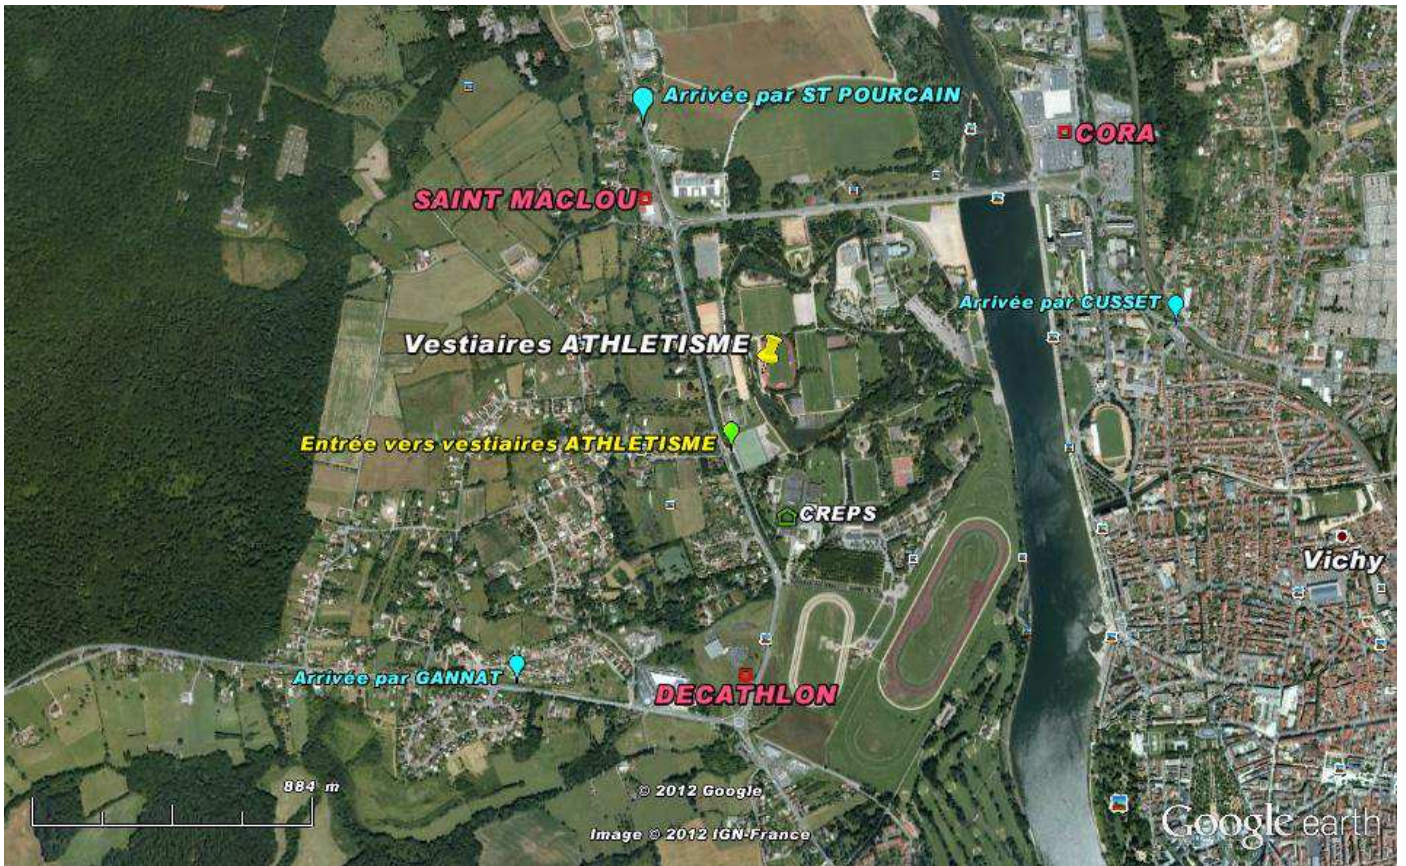 Arrivée par ST POURCAIN
CORA
SAINT MACLOU
Arrivée par CUSSET
Vestiaires ATHLETISME
Entrée vers vestiaires ATHLETISME
CREPS
Vichy
Arrivée par GANNAT
DECATHLON
884 m
© 2012 Google
Image © 2012 IGN-France
Google earth